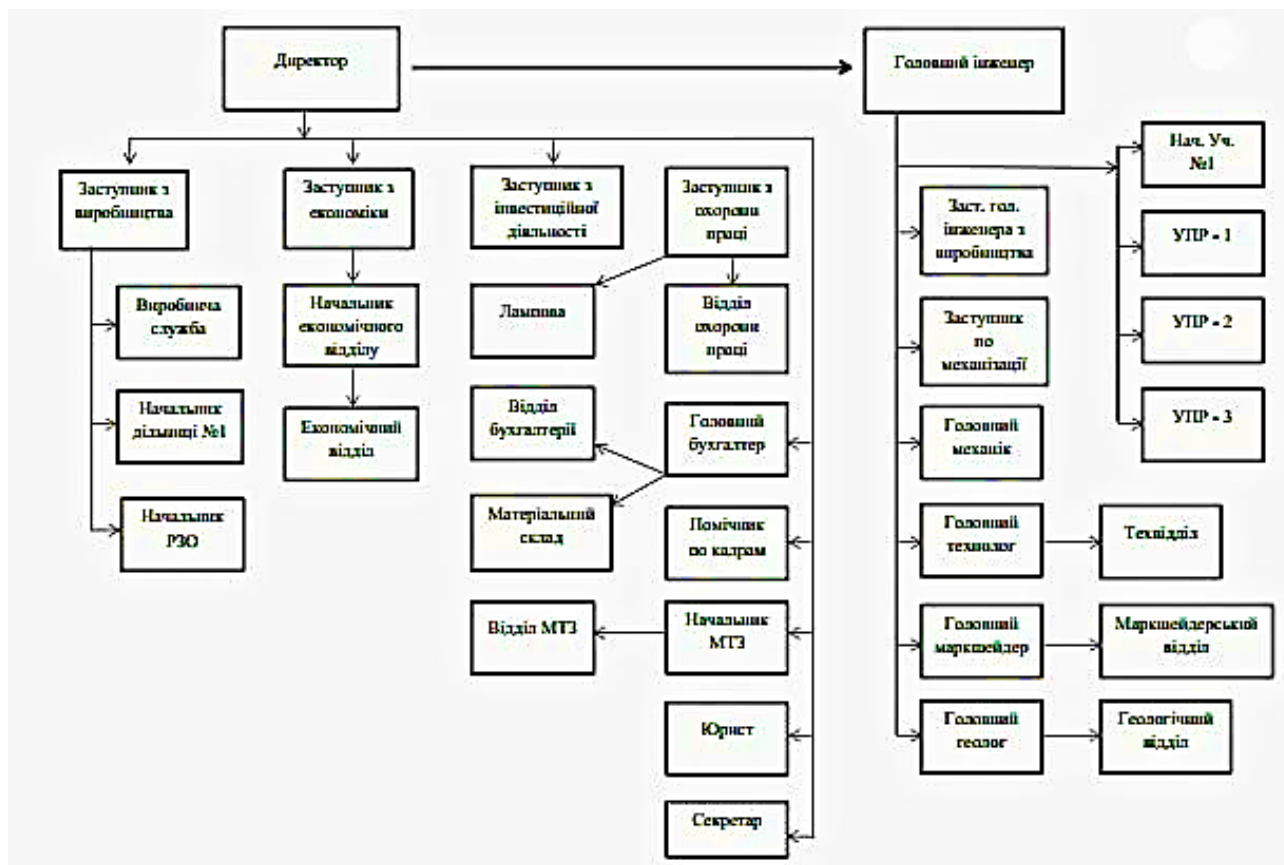 Директор
Головний інженер
Заступник з
виробництва
Заступник з
економіки
Заступник з
інвестиційної
діяльності
Заступник з
охорони
праці
Виробнича
служба
Начальник
дільниці №1
Начальник
РЗО
Начальник
економічного
відділу
Економічний
відділ
Лампова
Відділ
охорони
праці
Відділ
бухгалтерії
Головний
бухгалтер
Матеріальний
склад
Помічник
по кадрам
Відділ МТЗ
Начальник
МТЗ
Юрист
Секретар
Нач. Уч.
№1
Заст. гол.
інженера з
виробництва
УПР - 1
Заступник
по
механізації
УПР - 2
Головний
механік
УПР - 3
Головний
технолог
Техвідділ
Головний
маркшейдер
Маркшейдерський
відділ
Головний
геолог
Геологічний
відділ